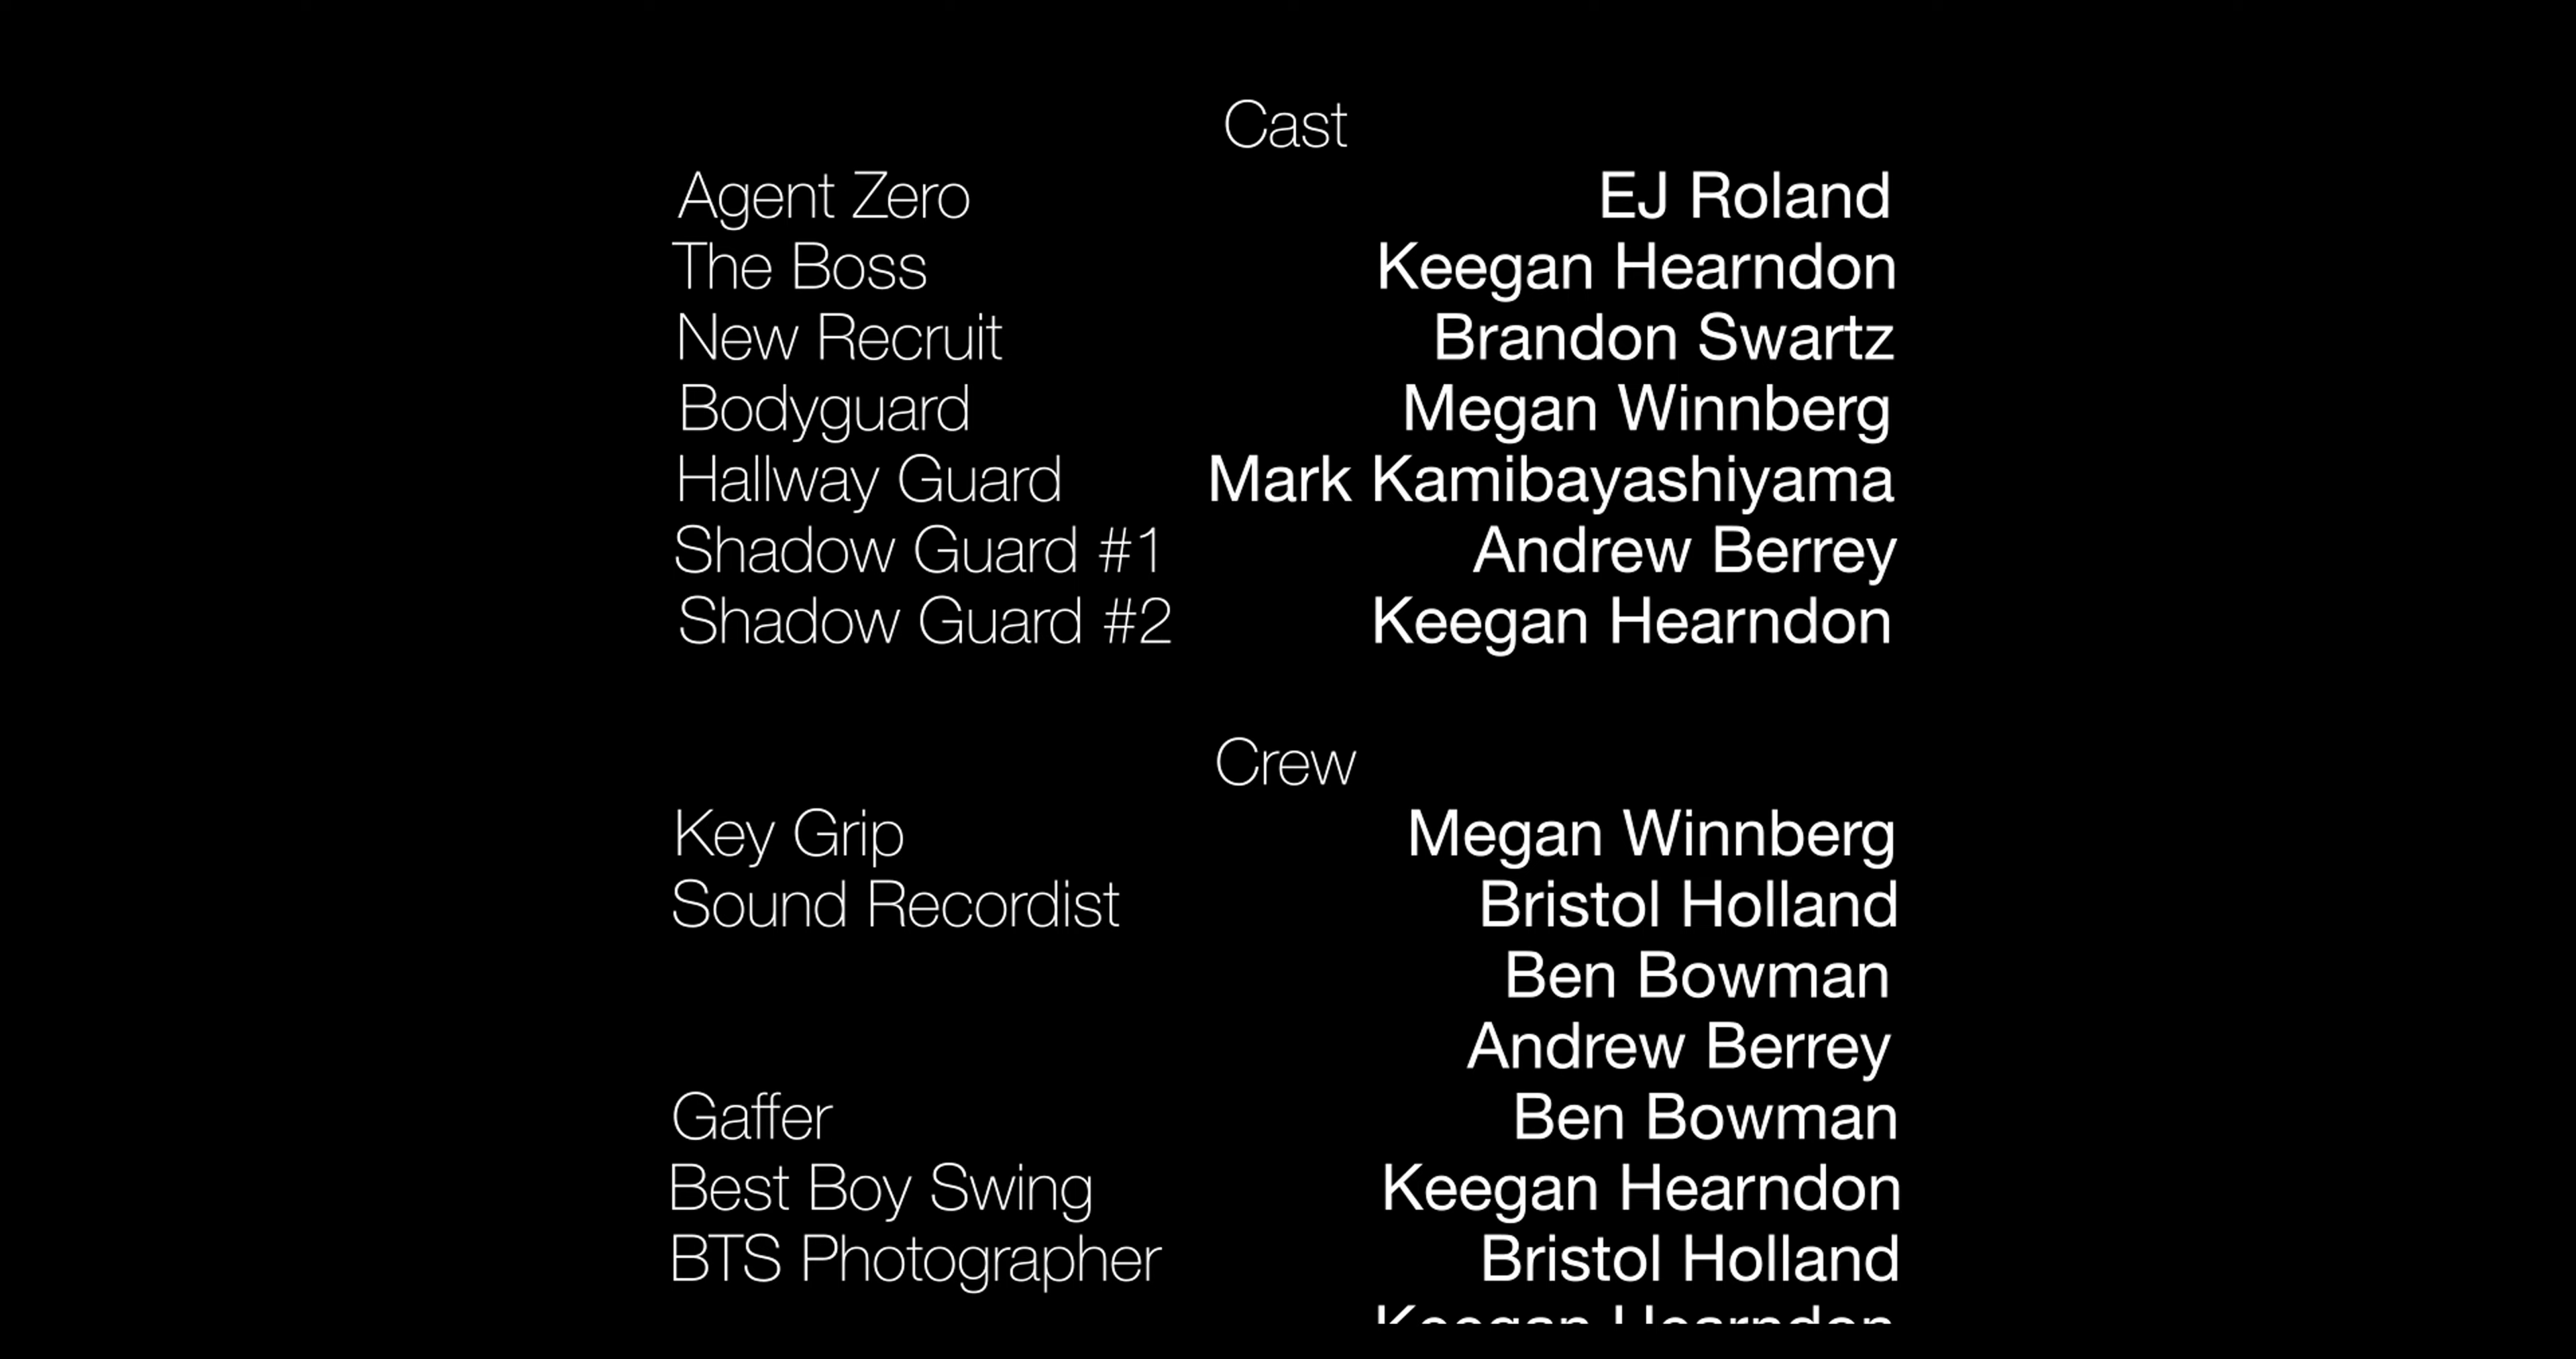 Cast
Agent Zero EJ Roland
The Boss Keegan Hearndon
New Recruit Brandon Swartz
Bodyguard Megan Winnberg
Hallway Guard Mark Kamibayashiyama
Shadow Guard #1 Andrew Berrey
Shadow Guard #2 Keegan Hearndon
Crew
Key Grip Megan Winnberg
Sound Recordist Bristol Holland
Ben Bowman
Andrew Berrey
Gaffer Ben Bowman
Best Boy Swing Keegan Hearndon
BTS Photographer Bristol Holland
Keegan Hearndon